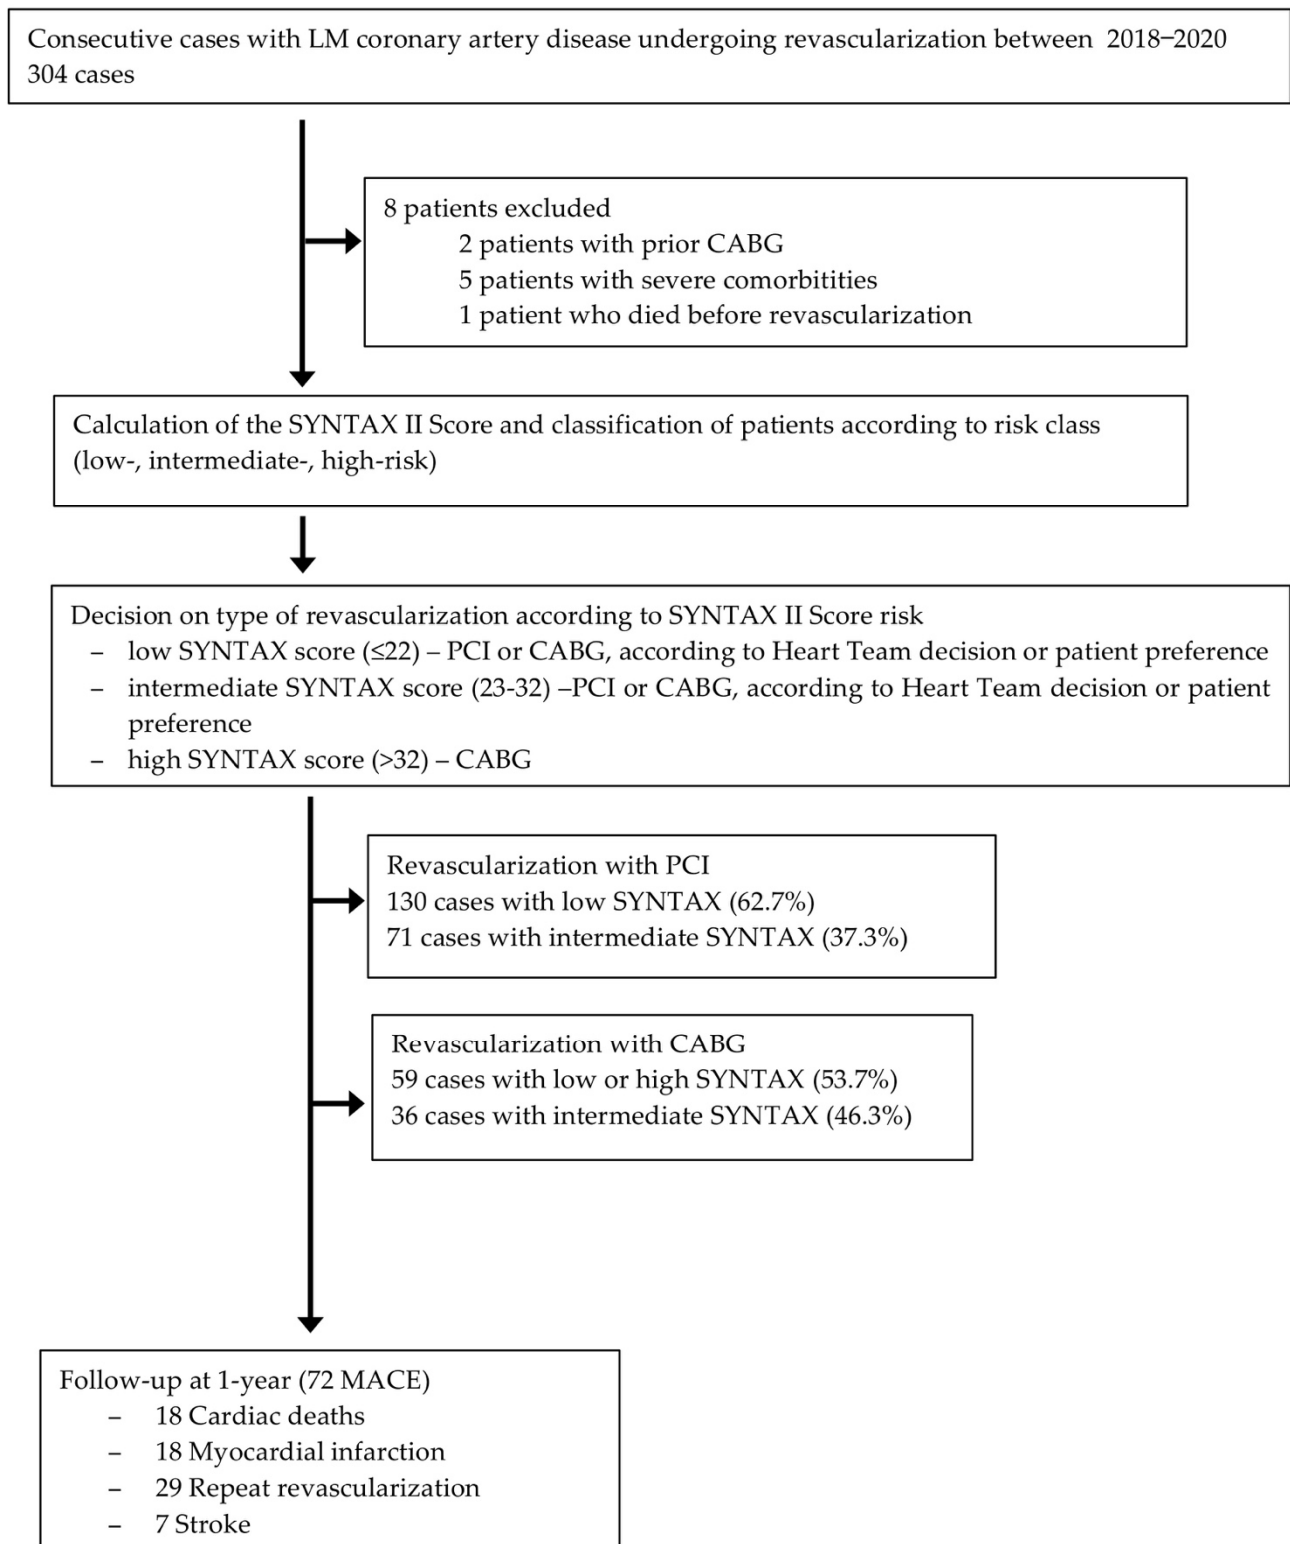 Consecutive cases with LM coronary artery disease undergoing revascularization between 2018–2020
304 cases
8 patients excluded
2 patients with prior CABG
5 patients with severe comorbitities
1 patient who died before revascularization
Calculation of the SYNTAX II Score and classification of patients according to risk class
(low-, intermediate-, high-risk)
Decision on type of revascularization according to SYNTAX II Score risk
– low SYNTAX score (≤22) – PCI or CABG, according to Heart Team decision or patient preference
– intermediate SYNTAX score (23-32) –PCI or CABG, according to Heart Team decision or patient
preference
– high SYNTAX score (>32) – CABG
Revascularization with PCI
130 cases with low SYNTAX (62.7%)
71 cases with intermediate SYNTAX (37.3%)
Revascularization with CABG
59 cases with low or high SYNTAX (53.7%)
36 cases with intermediate SYNTAX (46.3%)
Follow-up at 1-year (72 MACE)
– 18 Cardiac deaths
– 18 Myocardial infarction
– 29 Repeat revascularization
– 7 Stroke